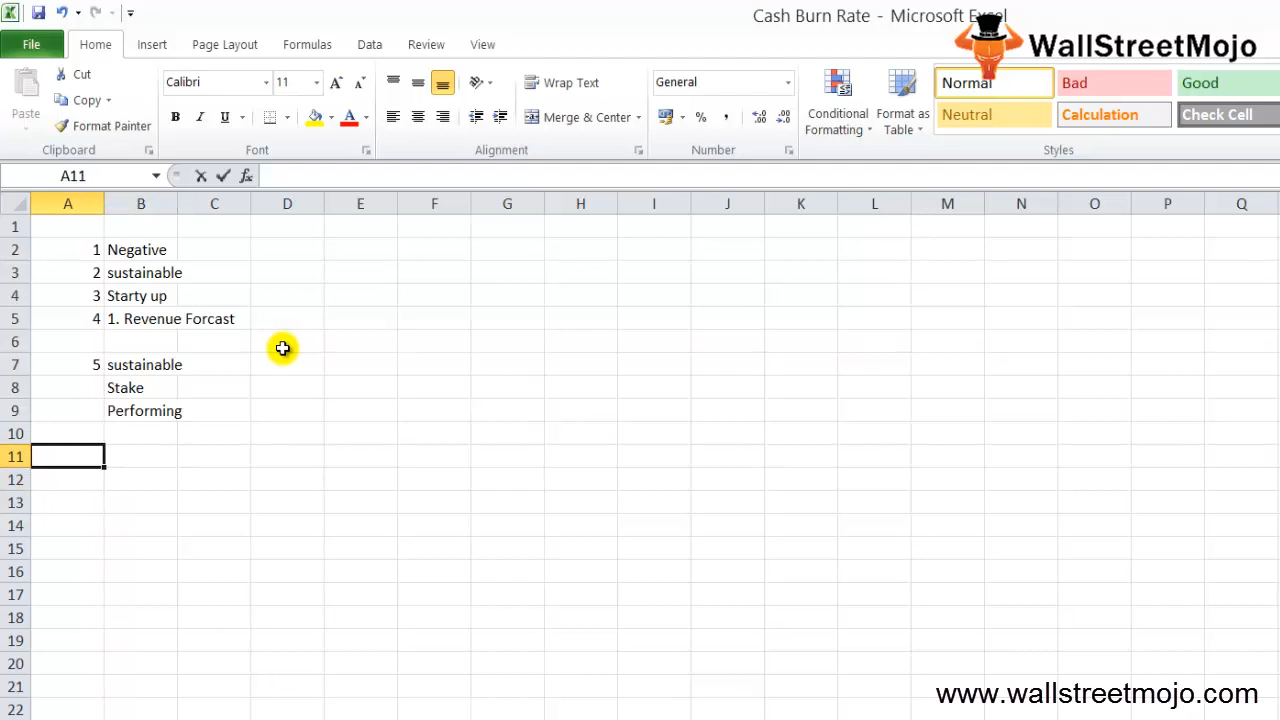 Cash Burn Rate - Microsoft Excel
WallStreetMojo
File Home Insert Page Layout Formulas Data Review View
Paste
Cut
Copy
Format Painter
Clipboard
Calibri 11
B I U A
Font
Wrap Text
Merge & Center
Alignment
General
% ,
Number
Conditional Formatting
Format as Table
Normal Bad Good
Neutral Calculation Check Cell
Styles
A11 fx
A B C D E F G H I J K L M N O P Q
1
2 1 Negative
3 2 sustainable
4 3 Starty up
5 4 1. Revenue Forcast
6
7 5 sustainable
8 Stake
9 Performing
10
11
12
13
14
15
16
17
18
19
20
21
22
www.wallstreetmojo.com